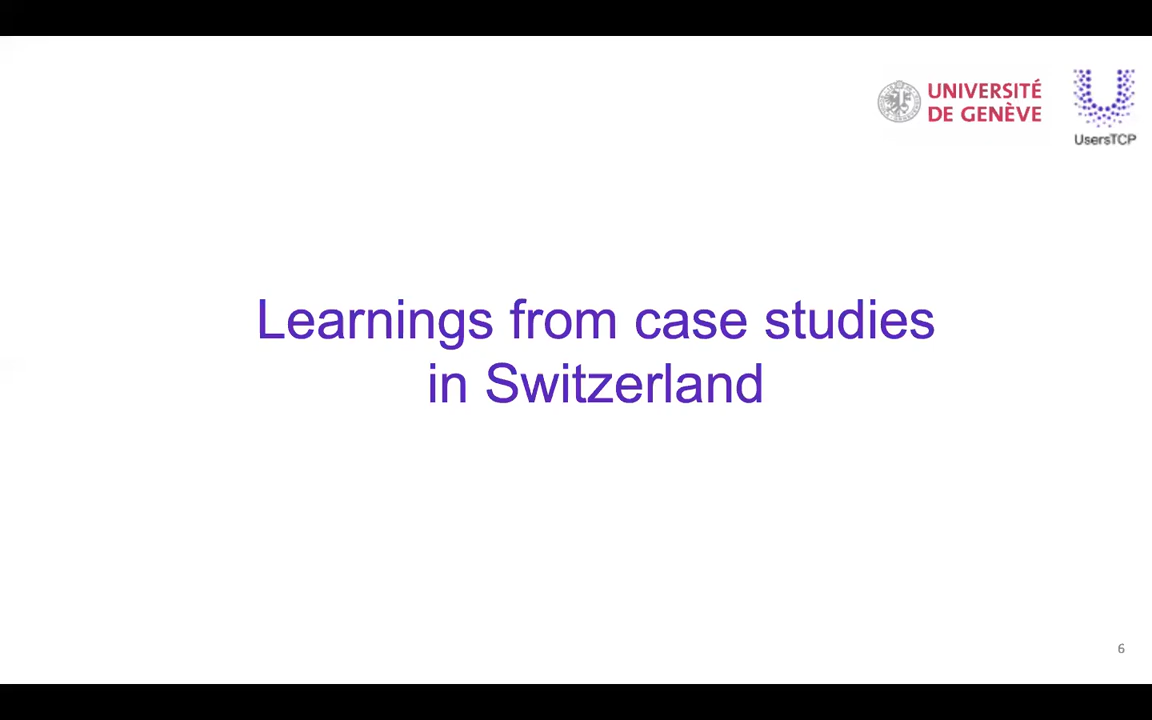 UNIVERSITÉ
DE GENÈVE
UsersTCP
Learnings from case studies
in Switzerland
6